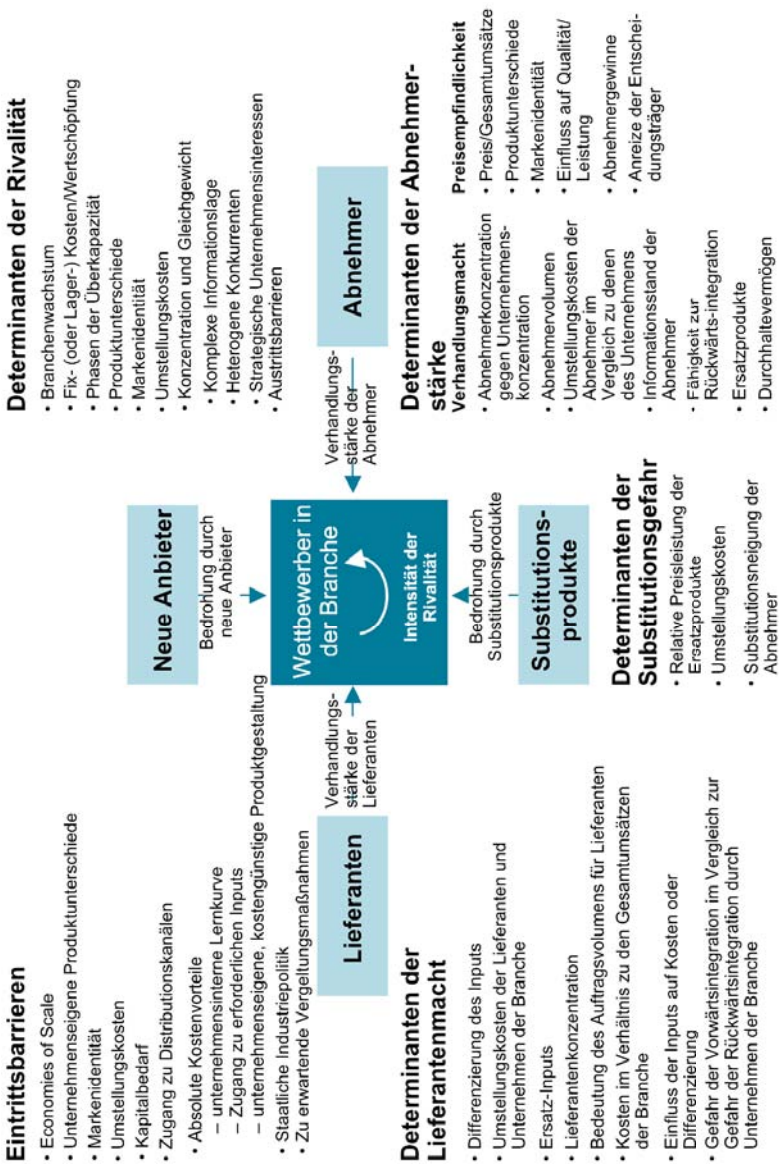 Eintrittsbarrieren
• Economies of Scale
• Unternehmenseigene Produktunterschiede
• Markenidentität
• Umstellungskosten
• Kapitalbedarf
• Zugang zu Distributionskanälen
• Absolute Kostenvorteile
– unternehmensinterne Lernkurve
– Zugang zu erforderlichen Inputs
– unternehmenseigene, kostengünstige Produktgestaltung
• Staatliche Industriepolitik
• Zu erwartende Vergeltungsmaßnahmen
Neue Anbieter
Bedrohung durch
neue Anbieter
Determinanten der Rivalität
• Branchenwachstum
• Fix- (oder Lager-) Kosten/Wertschöpfung
• Phasen der Überkapazität
• Produktunterschiede
• Markenidentität
• Umstellungskosten
• Konzentration und Gleichgewicht
• Komplexe Informationslage
• Heterogene Konkurrenten
• Strategische Unternehmensinteressen
• Austrittsbarrieren
Lieferanten
Verhandlungs-
stärke der
Lieferanten
Wettbewerber in
der Branche
Intensität der
Rivalität
Verhandlungs-
stärke der
Abnehmer
Abnehmer
Bedrohung durch
Substitutionsprodukte
Substitutions-
produkte
Determinanten der
Lieferantenmacht
• Differenzierung des Inputs
• Umstellungskosten der Lieferanten und
Unternehmen der Branche
• Ersatz-Inputs
• Lieferantenkonzentration
• Bedeutung des Auftragsvolumens für Lieferanten
• Kosten im Verhältnis zu den Gesamtumsätzen
der Branche
• Einfluss der Inputs auf Kosten oder
Differenzierung
• Gefahr der Vorwärtsintegration im Vergleich zur
Gefahr der Rückwärtsintegration durch
Unternehmen der Branche
Determinanten der
Substitutionsgefahr
• Relative Preisleistung der
Ersatzprodukte
• Umstellungskosten
• Substitutionsneigung der
Abnehmer
Determinanten der Abnehmer-
stärke
Verhandlungsmacht
• Abnehmerkonzentration
gegen Unternehmens-
konzentration
• Abnehmervolumen
• Umstellungskosten der
Abnehmer im
Vergleich zu denen
des Unternehmens
• Informationsstand der
Abnehmer
• Fähigkeit zur
Rückwärts-integration
• Ersatzprodukte
• Durchhaltevermögen
Preisempfindlichkeit
• Preis/Gesamtumsätze
• Produktunterschiede
• Markenidentität
• Einfluss auf Qualität/
Leistung
• Abnehmergewinne
• Anreize der Entschei-
dungsträger